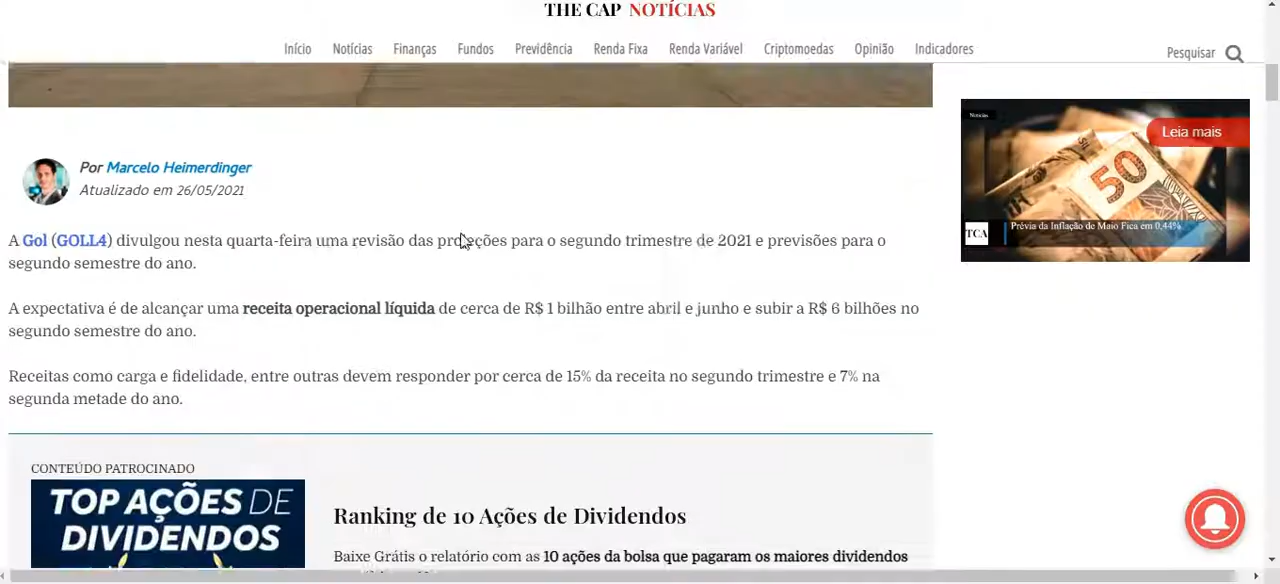 THE CAP NOTÍCIAS
Início Notícias Finanças Fundos Previdência Renda Fixa Renda Variável Criptomoedas Opinião Indicadores
Pesquisar
Por Marcelo Heimerdinger
Atualizado em 26/05/2021
A Gol (GOLL4) divulgou nesta quarta-feira uma revisão das projeções para o segundo trimestre de 2021 e previsões para o
segundo semestre do ano.
A expectativa é de alcançar uma receita operacional líquida de cerca de R$ 1 bilhão entre abril e junho e subir a R$ 6 bilhões no
segundo semestre do ano.
Receitas como carga e fidelidade, entre outras devem responder por cerca de 15% da receita no segundo trimestre e 7% na
segunda metade do ano.
CONTEÚDO PATROCINADO
TOP AÇÕES DE
DIVIDENDOS
Ranking de 10 Ações de Dividendos
Baixe Grátis o relatório com as 10 ações da bolsa que pagaram os maiores dividendos
Notícias
Leia mais
50
TCA
Prévia da Inflação de Maio Fica em 0,44%